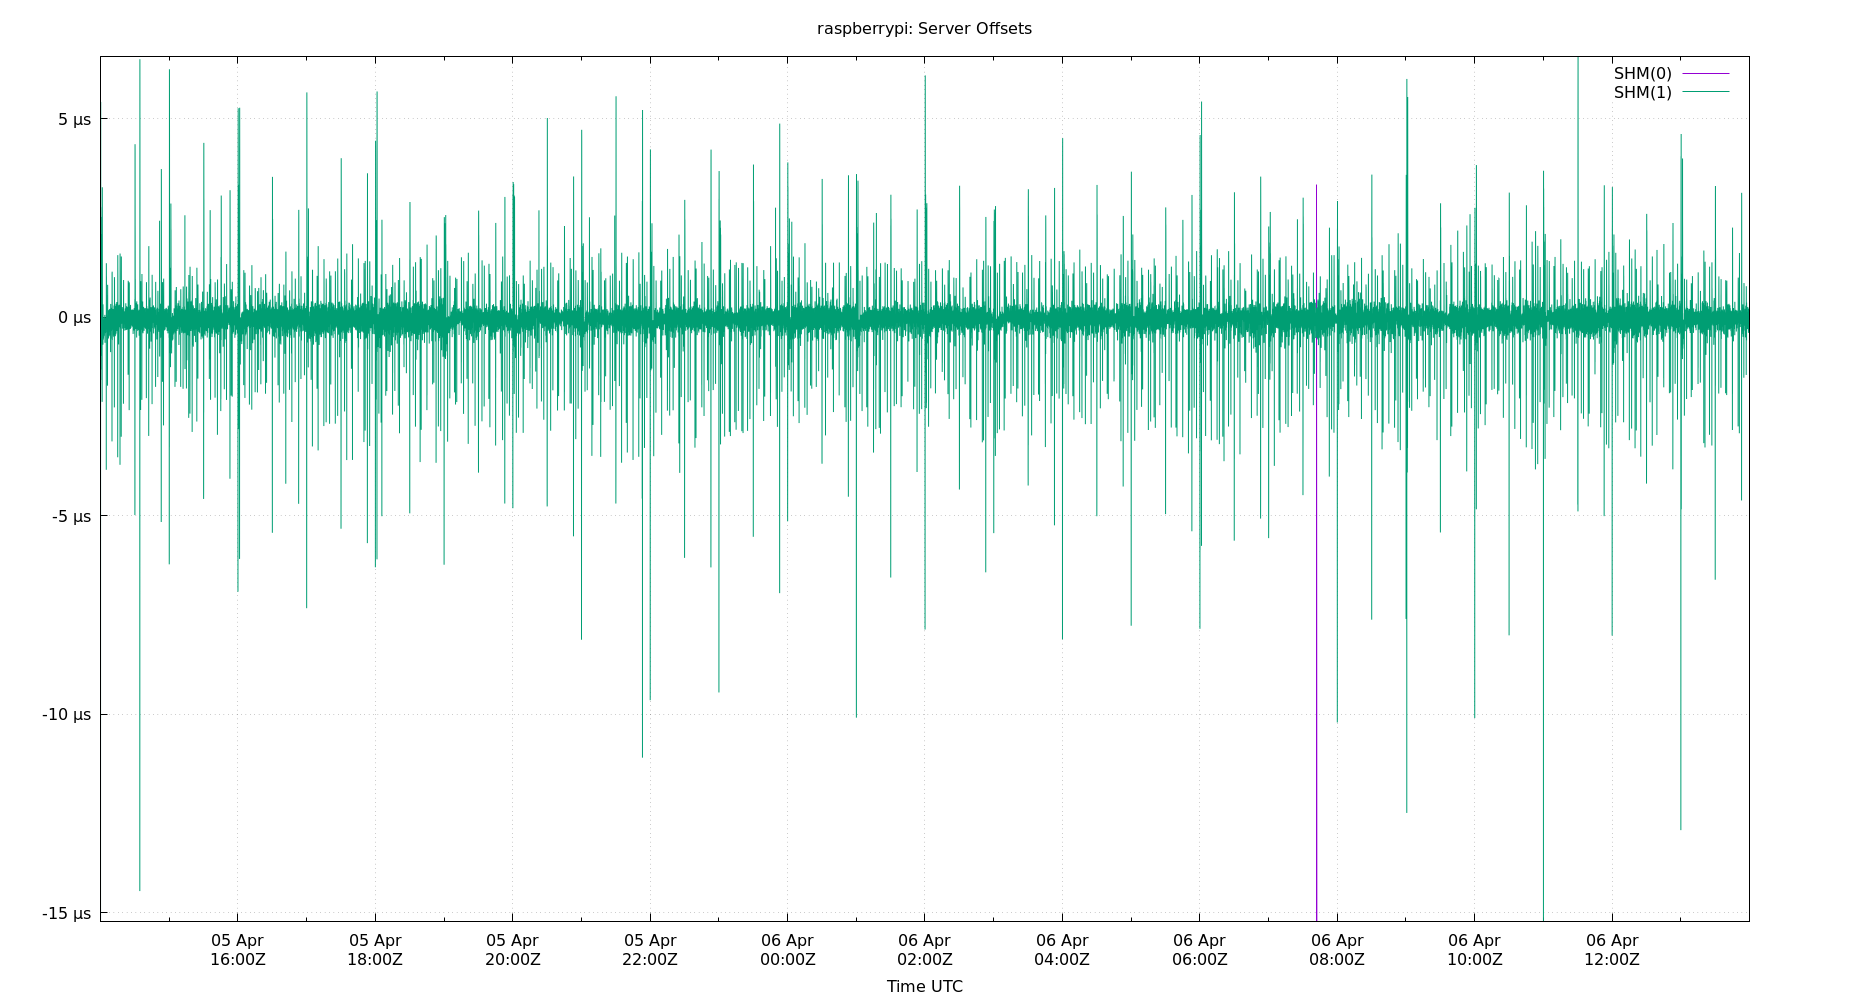 raspberrypi: Server Offsets
SHM(0)
SHM(1)
5 µs
0 µs
-5 µs
-10 µs
-15 µs
05 Apr 05 Apr 05 Apr 05 Apr 06 Apr 06 Apr 06 Apr 06 Apr 06 Apr 06 Apr 06 Apr
16:00Z 18:00Z 20:00Z 22:00Z 00:00Z 02:00Z 04:00Z 06:00Z 08:00Z 10:00Z 12:00Z
Time UTC